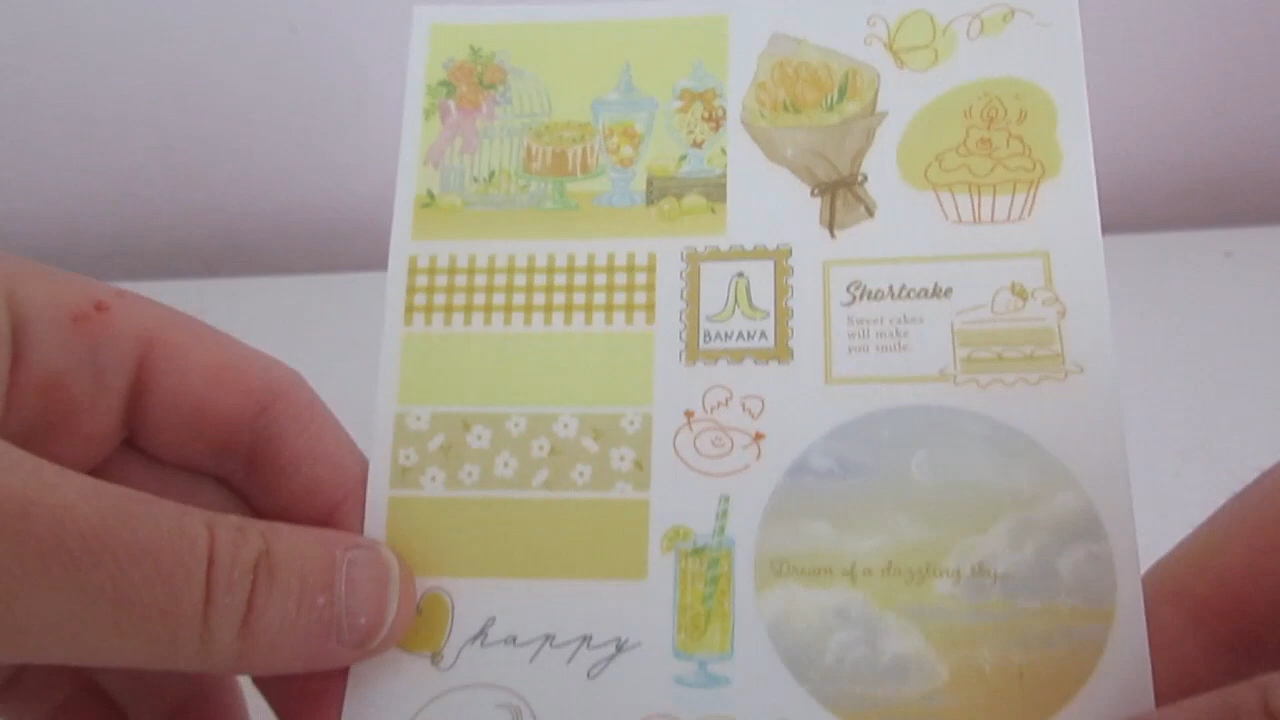 BANANA
Shortcake
Sweet cakes
will make
you smile.
Dream of a dazzling sky...
happy